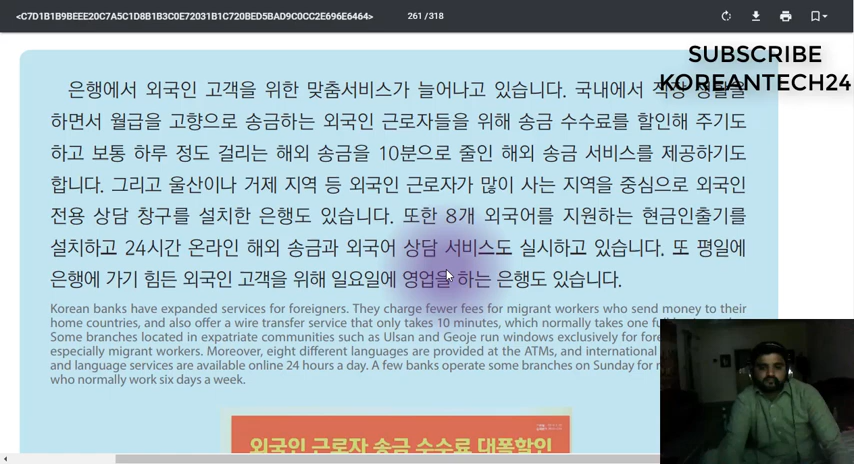 <C7D1B1B9BEEE20C7A5C1D8B1B3C0E72031B1C720BED5BAD9C0CC2E696E6464>
261 / 318
SUBSCRIBE
KOREANTECH24
은행에서 외국인 고객을 위한 맞춤서비스가 늘어나고 있습니다. 국내에서
하면서 월급을 고향으로 송금하는 외국인 근로자들을 위해 송금 수수료를 할인해 주기도
하고 보통 하루 정도 걸리는 해외 송금을 10분으로 줄인 해외 송금 서비스를 제공하기도
합니다. 그리고 울산이나 거제 지역 등 외국인 근로자가 많이 사는 지역을 중심으로 외국인
전용 상담 창구를 설치한 은행도 있습니다. 또한 8개 외국어를 지원하는 현금인출기를
설치하고 24시간 온라인 해외 송금과 외국어 상담 서비스도 실시하고 있습니다. 또 평일에
은행에 가기 힘든 외국인 고객을 위해 일요일에 영업을 하는 은행도 있습니다.
Korean banks have expanded services for foreigners. They charge fewer fees for migrant workers who send money to their
home countries, and also offer a wire transfer service that only takes 10 minutes, which normally takes one
Some branches located in expatriate communities such as Ulsan and Geoje run windows exclusively for
especially migrant workers. Moreover, eight different languages are provided at the ATMs, and international
and language services are available online 24 hours a day. A few banks operate some branches on Sunday for
who normally work six days a week.
외국인 근로자 송금 수수료 대폭할인